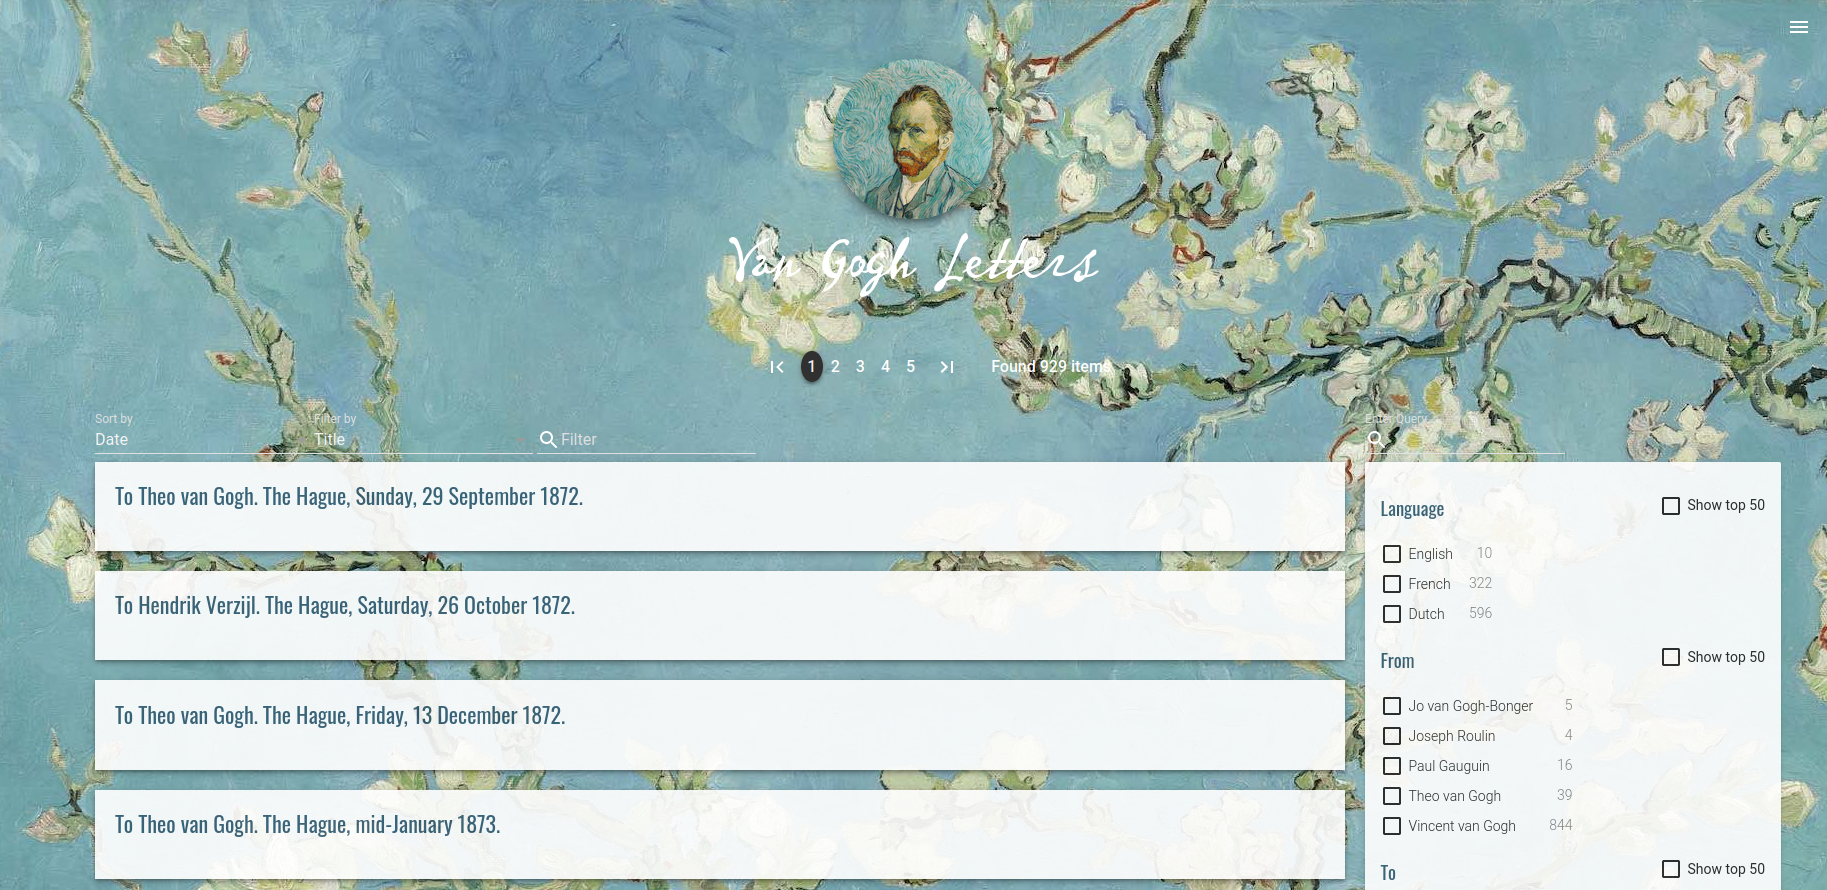 Van Gogh Letters
1 2 3 4 5 Found 929 items
Sort by
Date
Filter by
Title
Filter
Enter Query
To Theo van Gogh. The Hague, Sunday, 29 September 1872.
To Hendrik Verzijl. The Hague, Saturday, 26 October 1872.
To Theo van Gogh. The Hague, Friday, 13 December 1872.
To Theo van Gogh. The Hague, mid-January 1873.
Language
Show top 50
English 10
French 322
Dutch 596
From
Show top 50
Jo van Gogh-Bonger 5
Joseph Roulin 4
Paul Gauguin 16
Theo van Gogh 39
Vincent van Gogh 844
To
Show top 50